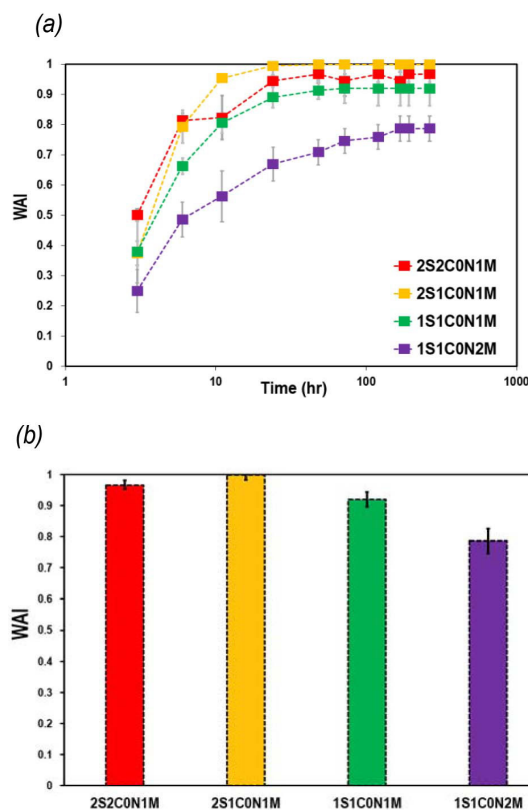 (a)
1
0.9
0.8
0.7
0.6
0.5
0.4
0.3
0.2
0.1
0
WAI
2S2C0N1M
2S1C0N1M
1S1C0N1M
1S1C0N2M
1 10 100 1000
Time (hr)
(b)
1
0.9
0.8
0.7
0.6
0.5
0.4
0.3
0.2
0.1
0
WAI
2S2C0N1M 2S1C0N1M 1S1C0N1M 1S1C0N2M